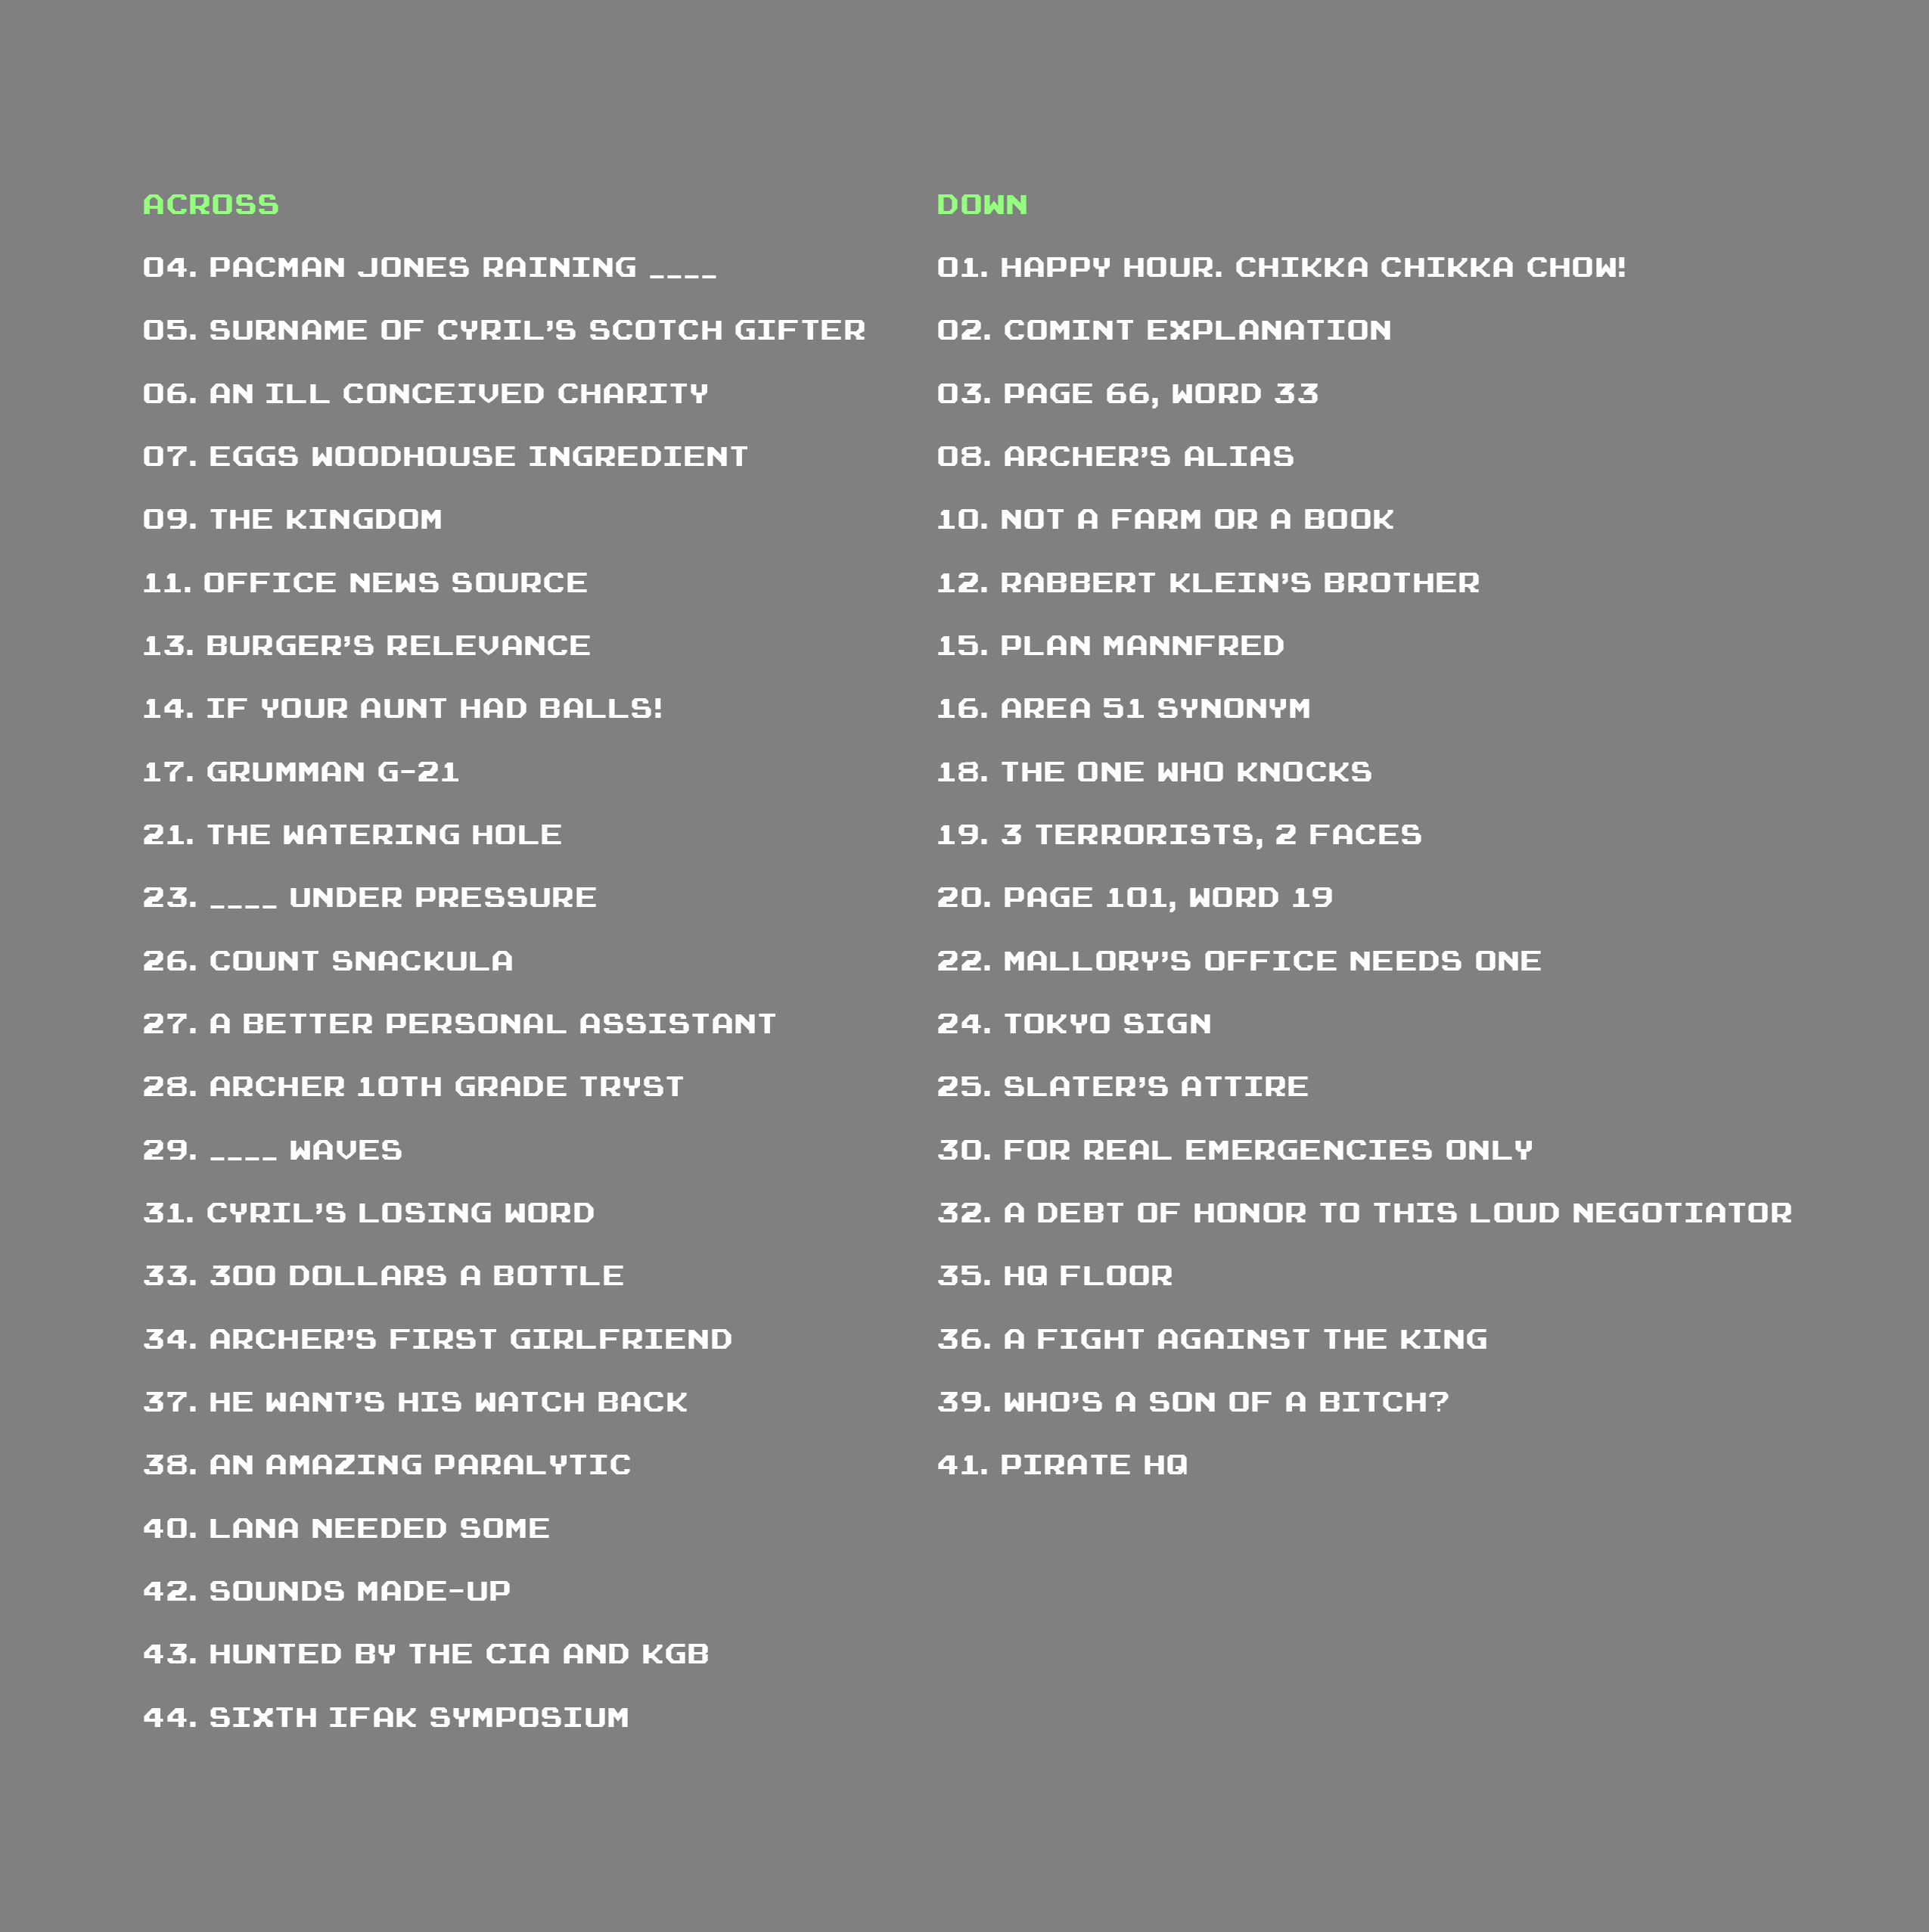 ACROSS
04. PACMAN JONES RAINING ____
05. SURNAME OF CYRIL'S SCOTCH GIFTER
06. AN ILL CONCEIVED CHARITY
07. EGGS WOODHOUSE INGREDIENT
09. THE KINGDOM
11. OFFICE NEWS SOURCE
13. BURGER'S RELEVANCE
14. IF YOUR AUNT HAD BALLS!
17. GRUMMAN G-21
21. THE WATERING HOLE
23. ____ UNDER PRESSURE
26. COUNT SNACKULA
27. A BETTER PERSONAL ASSISTANT
28. ARCHER 10TH GRADE TRYST
29. ____ WAVES
31. CYRIL'S LOSING WORD
33. 300 DOLLARS A BOTTLE
34. ARCHER'S FIRST GIRLFRIEND
37. HE WANT'S HIS WATCH BACK
38. AN AMAZING PARALYTIC
40. LANA NEEDED SOME
42. SOUNDS MADE-UP
43. HUNTED BY THE CIA AND KGB
44. SIXTH IFAK SYMPOSIUM
DOWN
01. HAPPY HOUR. CHIKKA CHIKKA CHOW!
02. COMINT EXPLANATION
03. PAGE 66, WORD 33
08. ARCHER'S ALIAS
10. NOT A FARM OR A BOOK
12. RABBERT KLEIN'S BROTHER
15. PLAN MANNFRED
16. AREA 51 SYNONYM
18. THE ONE WHO KNOCKS
19. 3 TERRORISTS, 2 FACES
20. PAGE 101, WORD 19
22. MALLORY'S OFFICE NEEDS ONE
24. TOKYO SIGN
25. SLATER'S ATTIRE
30. FOR REAL EMERGENCIES ONLY
32. A DEBT OF HONOR TO THIS LOUD NEGOTIATOR
35. HQ FLOOR
36. A FIGHT AGAINST THE KING
39. WHO'S A SON OF A BITCH?
41. PIRATE HQ